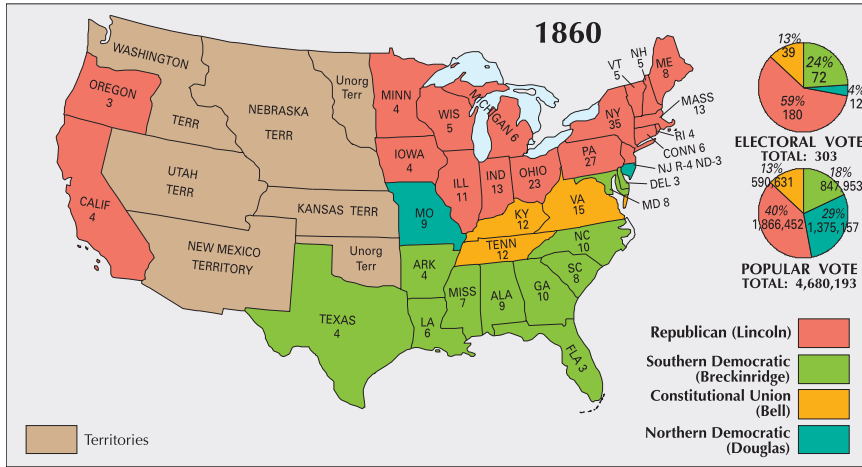 1860
WASHINGTON
TERR
OREGON
3
CALIF
4
NEBRASKA
TERR
Unorg
Terr
UTAH
TERR
KANSAS TERR
NEW MEXICO
TERRITORY
Unorg
Terr
MINN
4
WIS
5
MICHIGAN 6
IOWA
4
ILL
11
IND
13
OHIO
23
PA
27
NY
35
VT
5
NH
5
ME
8
MASS
13
RI 4
CONN 6
NJ R-4 ND-3
DEL 3
MD 8
MO
9
KY
12
VA
15
TENN
12
NC
10
SC
8
ARK
4
MISS
7
ALA
9
GA
10
TEXAS
4
LA
6
FLA 3
13%
39
24%
72
4%
12
59%
180
ELECTORAL VOTE
TOTAL: 303
13%
590,631
18%
847,953
40%
1,866,452
29%
1,375,157
POPULAR VOTE
TOTAL: 4,680,193
Republican (Lincoln)
Southern Democratic
(Breckinridge)
Constitutional Union
(Bell)
Northern Democratic
(Douglas)
Territories